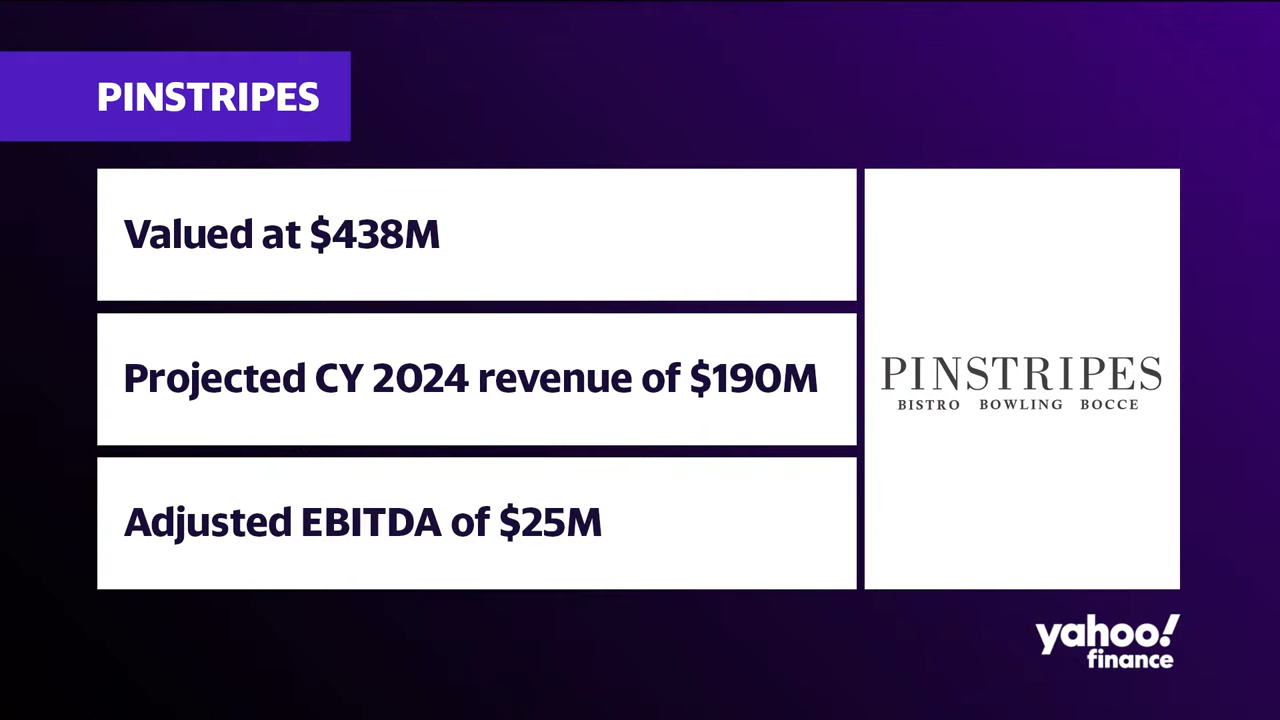 PINSTRIPES
Valued at $438M
Projected CY 2024 revenue of $190M
Adjusted EBITDA of $25M
PINSTRIPES
BISTRO BOWLING BOCCE
yahoo!
finance